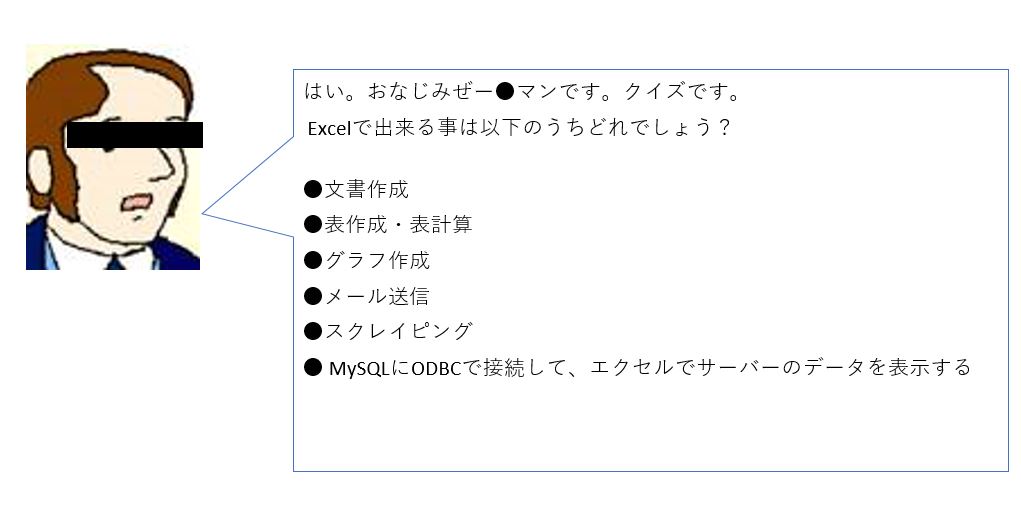 はい。おなじみぜー●マンです。クイズです。
Excelで出来る事は以下のうちどれでしょう？
●文書作成
●表作成・表計算
●グラフ作成
●メール送信
●スクレイピング
● MySQLにODBCで接続して、エクセルでサーバーのデータを表示する